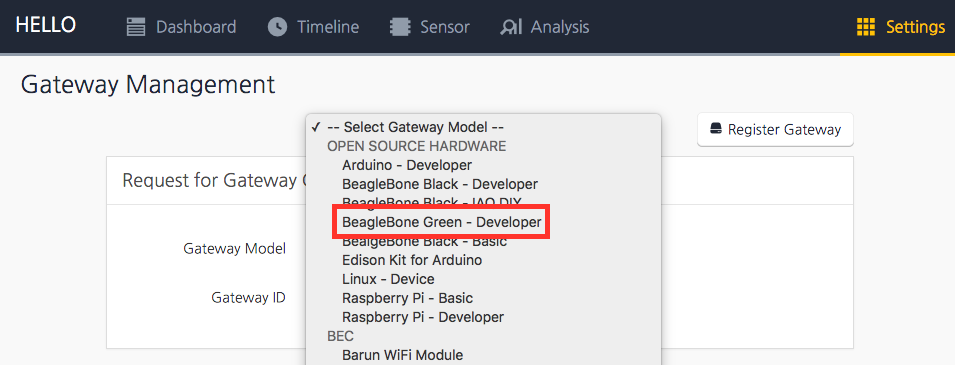 HELLO Dashboard Timeline Sensor Analysis Settings
Gateway Management
✓ -- Select Gateway Model --
Register Gateway
OPEN SOURCE HARDWARE
Arduino - Developer
Request for Gateway
BeagleBone Black - Developer
BeagleBone Black - IAQ DIY
BeagleBone Green - Developer
BealgeBone Black - Basic
Gateway Model
Edison Kit for Arduino
Linux - Device
Gateway ID
Raspberry Pi - Basic
Raspberry Pi - Developer
BEC
Barun WiFi Module